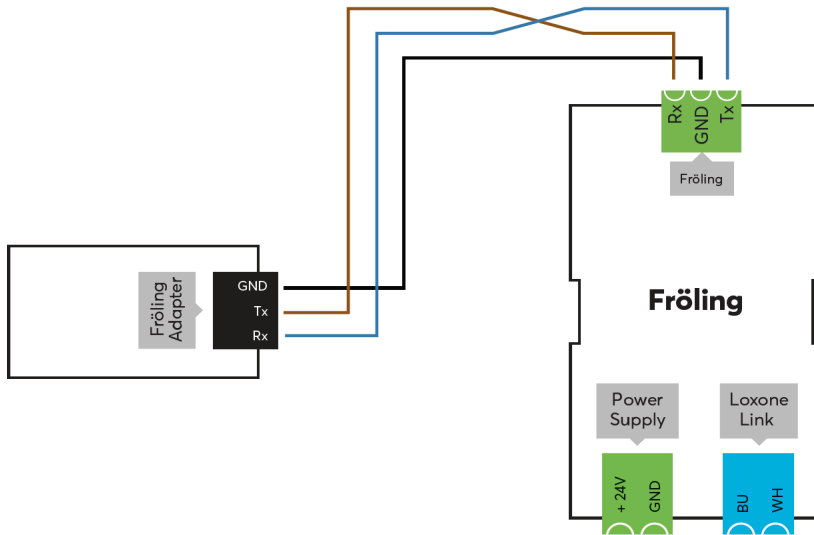 Rx
GND
Tx
Fröling
Fröling
Adapter
GND
Tx
Rx
Fröling
Power
Supply
Loxone
Link
+ 24V
GND
BU
WH